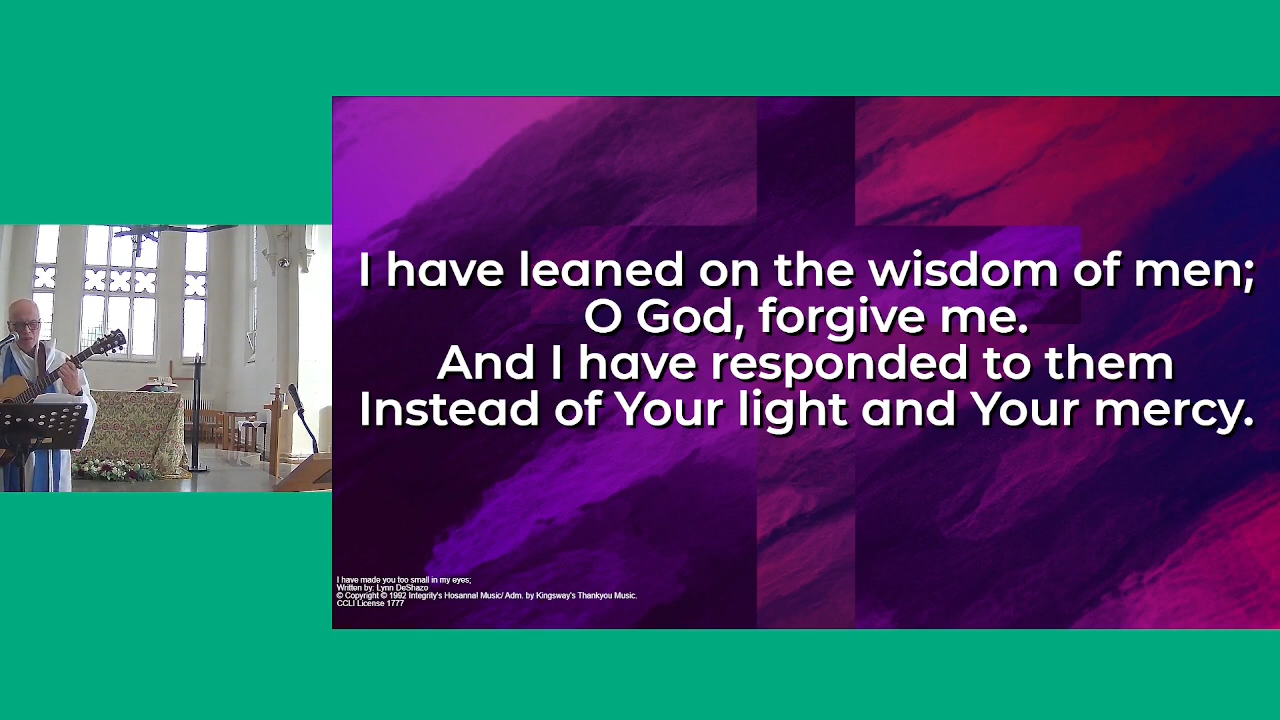 I have leaned on the wisdom of men;
O God, forgive me.
And I have responded to them
Instead of Your light and Your mercy.
I have made you too small in my eyes;
Written by: Lynn DeShazo
© Copyright © 1992 Integrity's Hosanna! Music/ Adm. by Kingsway's Thankyou Music.
CCLI License 1777